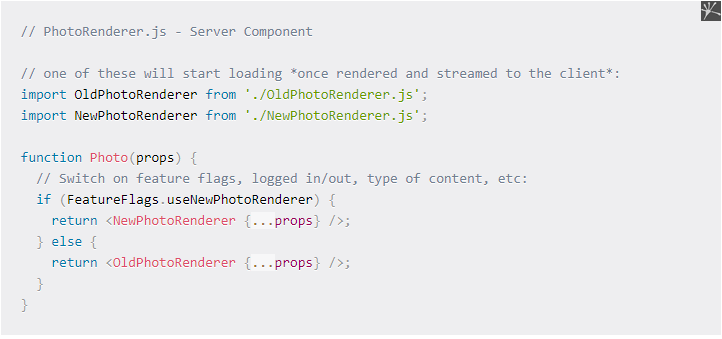 // PhotoRenderer.js - Server Component

// one of these will start loading *once rendered and streamed to the client*:
import OldPhotoRenderer from './OldPhotoRenderer.js';
import NewPhotoRenderer from './NewPhotoRenderer.js';

function Photo(props) {
  // Switch on feature flags, logged in/out, type of content, etc:
  if (FeatureFlags.useNewPhotoRenderer) {
    return <NewPhotoRenderer {...props} />;
  } else {
    return <OldPhotoRenderer {...props} />;
  }
}